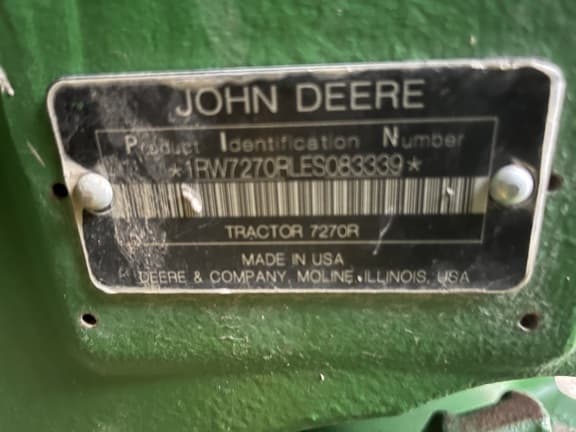 JOHN DEERE
Product Identification Number
*1RW7270RLES083339*
TRACTOR 7270R
MADE IN USA
DEERE & COMPANY, MOLINE, ILLINOIS, USA